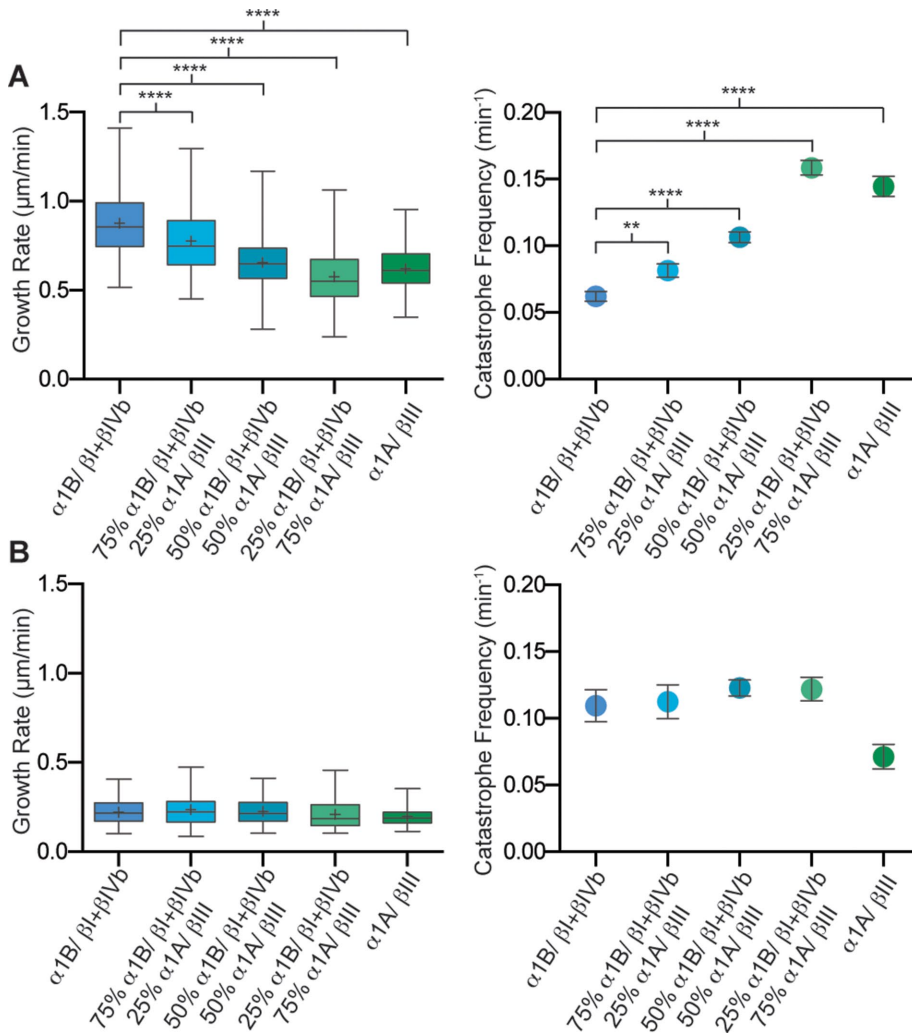 A
****
****
****
****
Growth Rate (µm/min)
1.5
1.0
0.5
0.0
α1B/ βI+βIVb
75% α1B/ βI+βIVb
25% α1A/ βIII
50% α1B/ βI+βIVb
50% α1A/ βIII
25% α1B/ βI+βIVb
75% α1A/ βIII
α1A/ βIII
****
****
****
**
Catastrophe Frequency (min⁻¹)
0.20
0.15
0.10
0.05
0.00
α1B/ βI+βIVb
75% α1B/ βI+βIVb
25% α1A/ βIII
50% α1B/ βI+βIVb
50% α1A/ βIII
25% α1B/ βI+βIVb
75% α1A/ βIII
α1A/ βIII
B
Growth Rate (µm/min)
1.5
1.0
0.5
0.0
α1B/ βI+βIVb
75% α1B/ βI+βIVb
25% α1A/ βIII
50% α1B/ βI+βIVb
50% α1A/ βIII
25% α1B/ βI+βIVb
75% α1A/ βIII
α1A/ βIII
Catastrophe Frequency (min⁻¹)
0.20
0.15
0.10
0.05
0.00
α1B/ βI+βIVb
75% α1B/ βI+βIVb
25% α1A/ βIII
50% α1B/ βI+βIVb
50% α1A/ βIII
25% α1B/ βI+βIVb
75% α1A/ βIII
α1A/ βIII